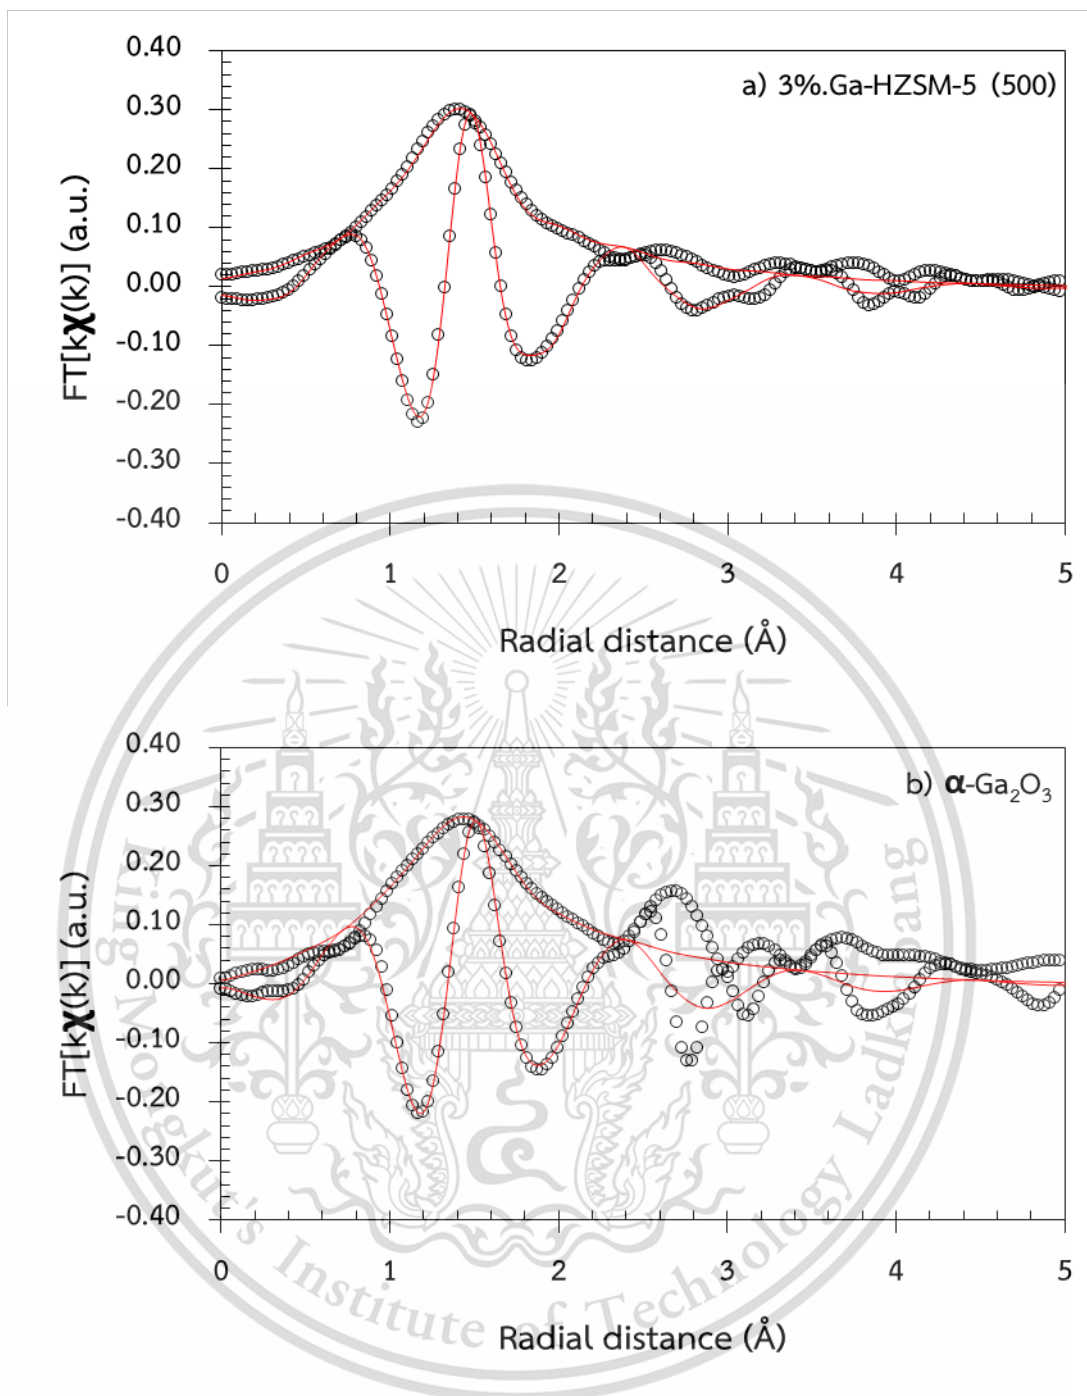 0.40
a) 3%.Ga-HZSM-5 (500)
0.30
0.20
0.10
0.00
-0.10
-0.20
-0.30
-0.40
FT[kχ(k)] (a.u.)
0 1 2 3 4 5
Radial distance (Å)
0.40
b) α-Ga₂O₃
0.30
0.20
0.10
0.00
-0.10
-0.20
-0.30
-0.40
FT[kχ(k)] (a.u.)
0 1 2 3 4 5
Radial distance (Å)
King Mongkut's Institute of Technology Ladkrabang